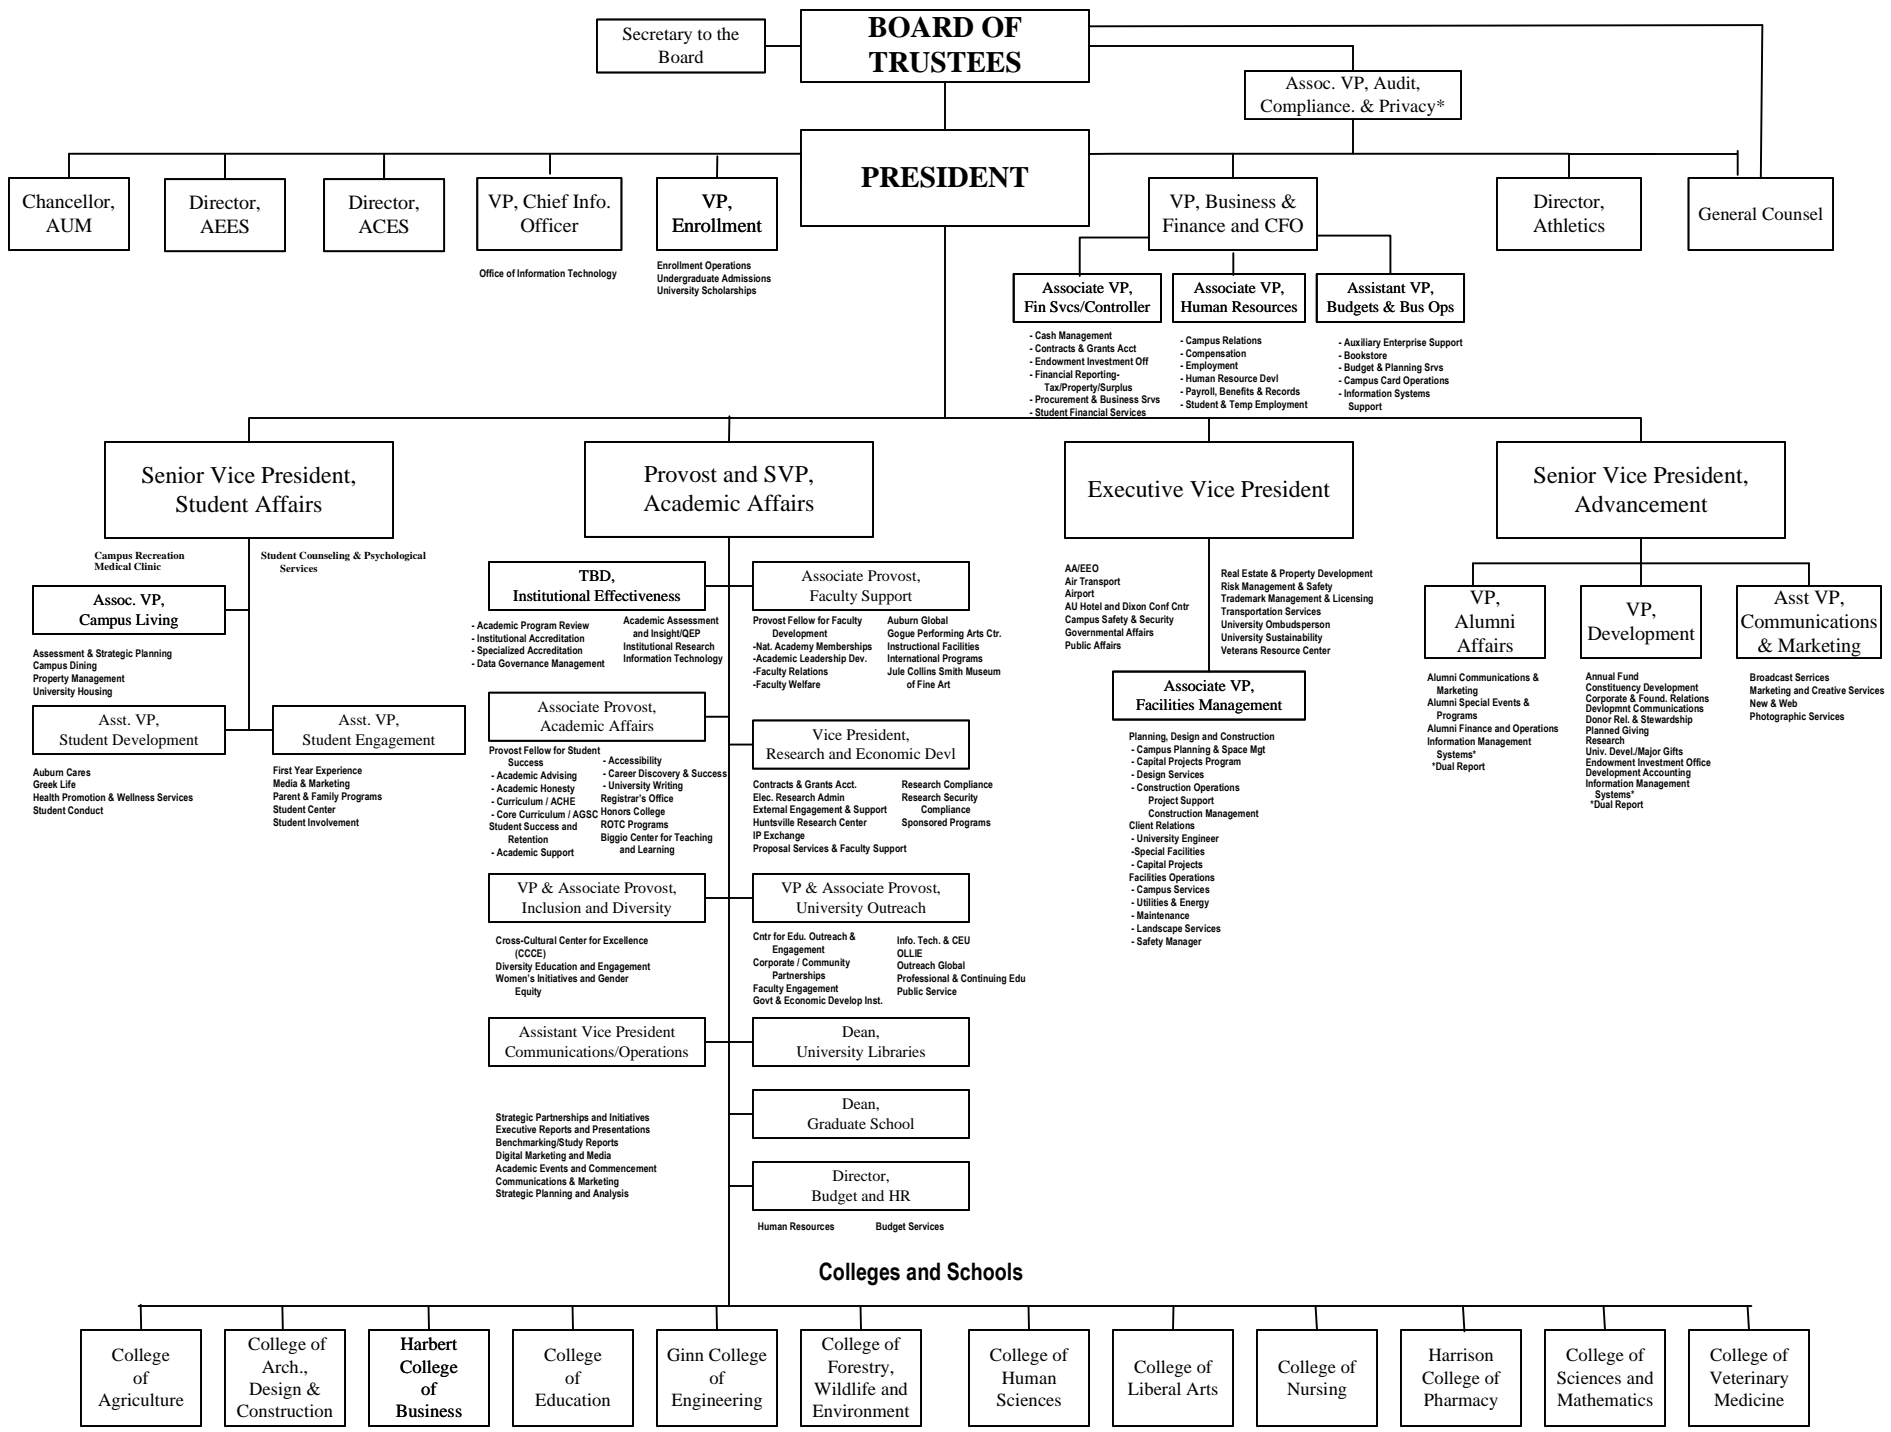 Secretary to the
Board
BOARD OF
TRUSTEES
Assoc. VP, Audit,
Compliance. & Privacy*
PRESIDENT
Chancellor,
AUM
Director,
AEES
Director,
ACES
VP, Chief Info.
Officer
Office of Information Technology
VP,
Enrollment
Enrollment Operations
Undergraduate Admissions
University Scholarships
VP, Business &
Finance and CFO
Director,
Athletics
General Counsel
Associate VP,
Fin Svcs/Controller
- Cash Management
- Contracts & Grants Acct
- Endowment Investment Off
- Financial Reporting-
Tax/Property/Surplus
- Procurement & Business Srvs
- Student Financial Services
Associate VP,
Human Resources
- Campus Relations
- Compensation
- Employment
- Human Resource Devl
- Payroll, Benefits & Records
- Student & Temp Employment
Assistant VP,
Budgets & Bus Ops
- Auxiliary Enterprise Support
- Bookstore
- Budget & Planning Srvs
- Campus Card Operations
- Information Systems
Support
Senior Vice President,
Student Affairs
Campus Recreation
Medical Clinic
Student Counseling & Psychological
Services
Assoc. VP,
Campus Living
Assessment & Strategic Planning
Campus Dining
Property Management
University Housing
Asst. VP,
Student Development
Auburn Cares
Greek Life
Health Promotion & Wellness Services
Student Conduct
Asst. VP,
Student Engagement
First Year Experience
Media & Marketing
Parent & Family Programs
Student Center
Student Involvement
Provost and SVP,
Academic Affairs
TBD,
Institutional Effectiveness
- Academic Program Review
- Institutional Accreditation
- Specialized Accreditation
- Data Governance Management
Academic Assessment
and Insight/QEP
Institutional Research
Information Technology
Associate Provost,
Faculty Support
Provost Fellow for Faculty
Development
-Nat. Academy Memberships
-Academic Leadership Dev.
-Faculty Relations
-Faculty Welfare
Auburn Global
Gogue Performing Arts Ctr.
Instructional Facilities
International Programs
Jule Collins Smith Museum
of Fine Art
Associate Provost,
Academic Affairs
Provost Fellow for Student
Success
- Academic Advising
- Academic Honesty
- Curriculum / ACHE
- Core Curriculum / AGSC
Student Success and
Retention
- Academic Support
- Accessibility
- Career Discovery & Success
- University Writing
Registrar's Office
Honors College
ROTC Programs
Biggio Center for Teaching
and Learning
Vice President,
Research and Economic Devl
Contracts & Grants Acct.
Elec. Research Admin
External Engagement & Support
Huntsville Research Center
IP Exchange
Proposal Services & Faculty Support
Research Compliance
Research Security
Compliance
Sponsored Programs
VP & Associate Provost,
Inclusion and Diversity
Cross-Cultural Center for Excellence
(CCCE)
Diversity Education and Engagement
Women's Initiatives and Gender
Equity
VP & Associate Provost,
University Outreach
Cntr for Edu. Outreach &
Engagement
Corporate / Community
Partnerships
Faculty Engagement
Govt & Economic Develop Inst.
Info. Tech. & CEU
OLLIE
Outreach Global
Professional & Continuing Edu
Public Service
Assistant Vice President
Communications/Operations
Strategic Partnerships and Initiatives
Executive Reports and Presentations
Benchmarking/Study Reports
Digital Marketing and Media
Academic Events and Commencement
Communications & Marketing
Strategic Planning and Analysis
Dean,
University Libraries
Dean,
Graduate School
Director,
Budget and HR
Human Resources
Budget Services
Executive Vice President
AA/EEO
Air Transport
Airport
AU Hotel and Dixon Conf Cntr
Campus Safety & Security
Governmental Affairs
Public Affairs
Real Estate & Property Development
Risk Management & Safety
Trademark Management & Licensing
Transportation Services
University Ombudsperson
University Sustainability
Veterans Resource Center
Associate VP,
Facilities Management
Planning, Design and Construction
- Campus Planning & Space Mgt
- Capital Projects Program
- Design Services
- Construction Operations
Project Support
Construction Management
Client Relations
- University Engineer
-Special Facilities
- Capital Projects
Facilities Operations
- Campus Services
- Utilities & Energy
- Maintenance
- Landscape Services
- Safety Manager
Senior Vice President,
Advancement
VP,
Alumni
Affairs
Alumni Communications &
Marketing
Alumni Special Events &
Programs
Alumni Finance and Operations
Information Management
Systems*
*Dual Report
VP,
Development
Annual Fund
Constituency Development
Corporate & Found. Relations
Devlopmnt Communications
Donor Rel. & Stewardship
Planned Giving
Research
Univ. Devel./Major Gifts
Endowment Investment Office
Development Accounting
Information Management
Systems*
*Dual Report
Asst VP,
Communications
& Marketing
Broadcast Serrices
Marketing and Creative Services
New & Web
Photographic Services
Colleges and Schools
College
of
Agriculture
College of
Arch.,
Design &
Construction
Harbert
College
of
Business
College
of
Education
Ginn College
of
Engineering
College of
Forestry,
Wildlife and
Environment
College of
Human
Sciences
College of
Liberal Arts
College of
Nursing
Harrison
College of
Pharmacy
College of
Sciences and
Mathematics
College of
Veterinary
Medicine